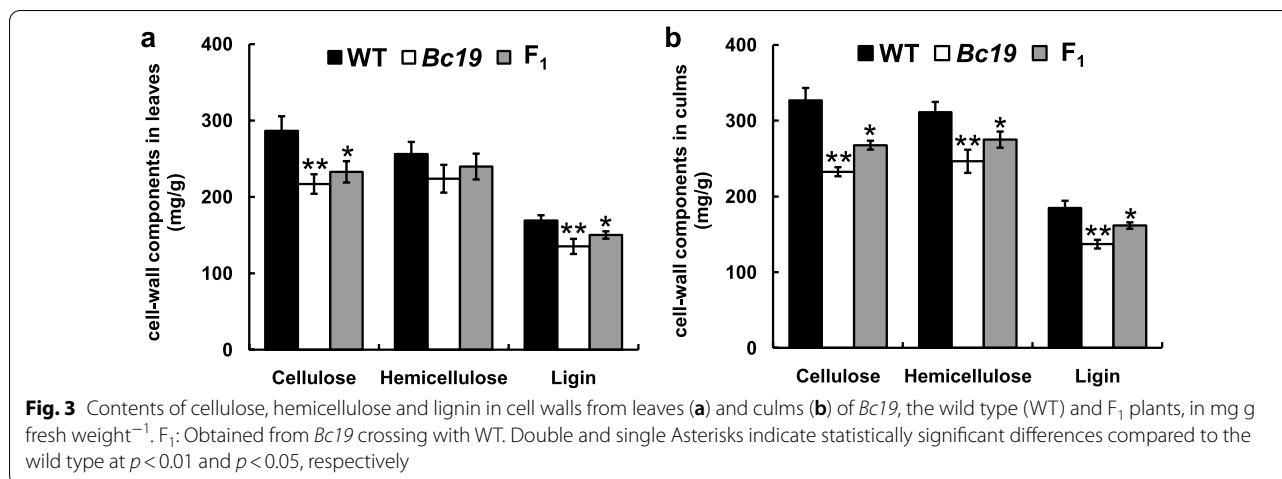 a
400
300
200
100
0
cell-wall components in leaves
(mg/g)
WT Bc19 F₁
** *
** *
Cellulose Hemicellulose Ligin
b
400
300
200
100
0
cell-wall components in culms
(mg/g)
WT Bc19 F₁
** *
** *
** *
Cellulose Hemicellulose Ligin
Fig. 3 Contents of cellulose, hemicellulose and lignin in cell walls from leaves (a) and culms (b) of Bc19, the wild type (WT) and F₁ plants, in mg g
fresh weight⁻¹. F₁: Obtained from Bc19 crossing with WT. Double and single Asterisks indicate statistically significant differences compared to the
wild type at p < 0.01 and p < 0.05, respectively